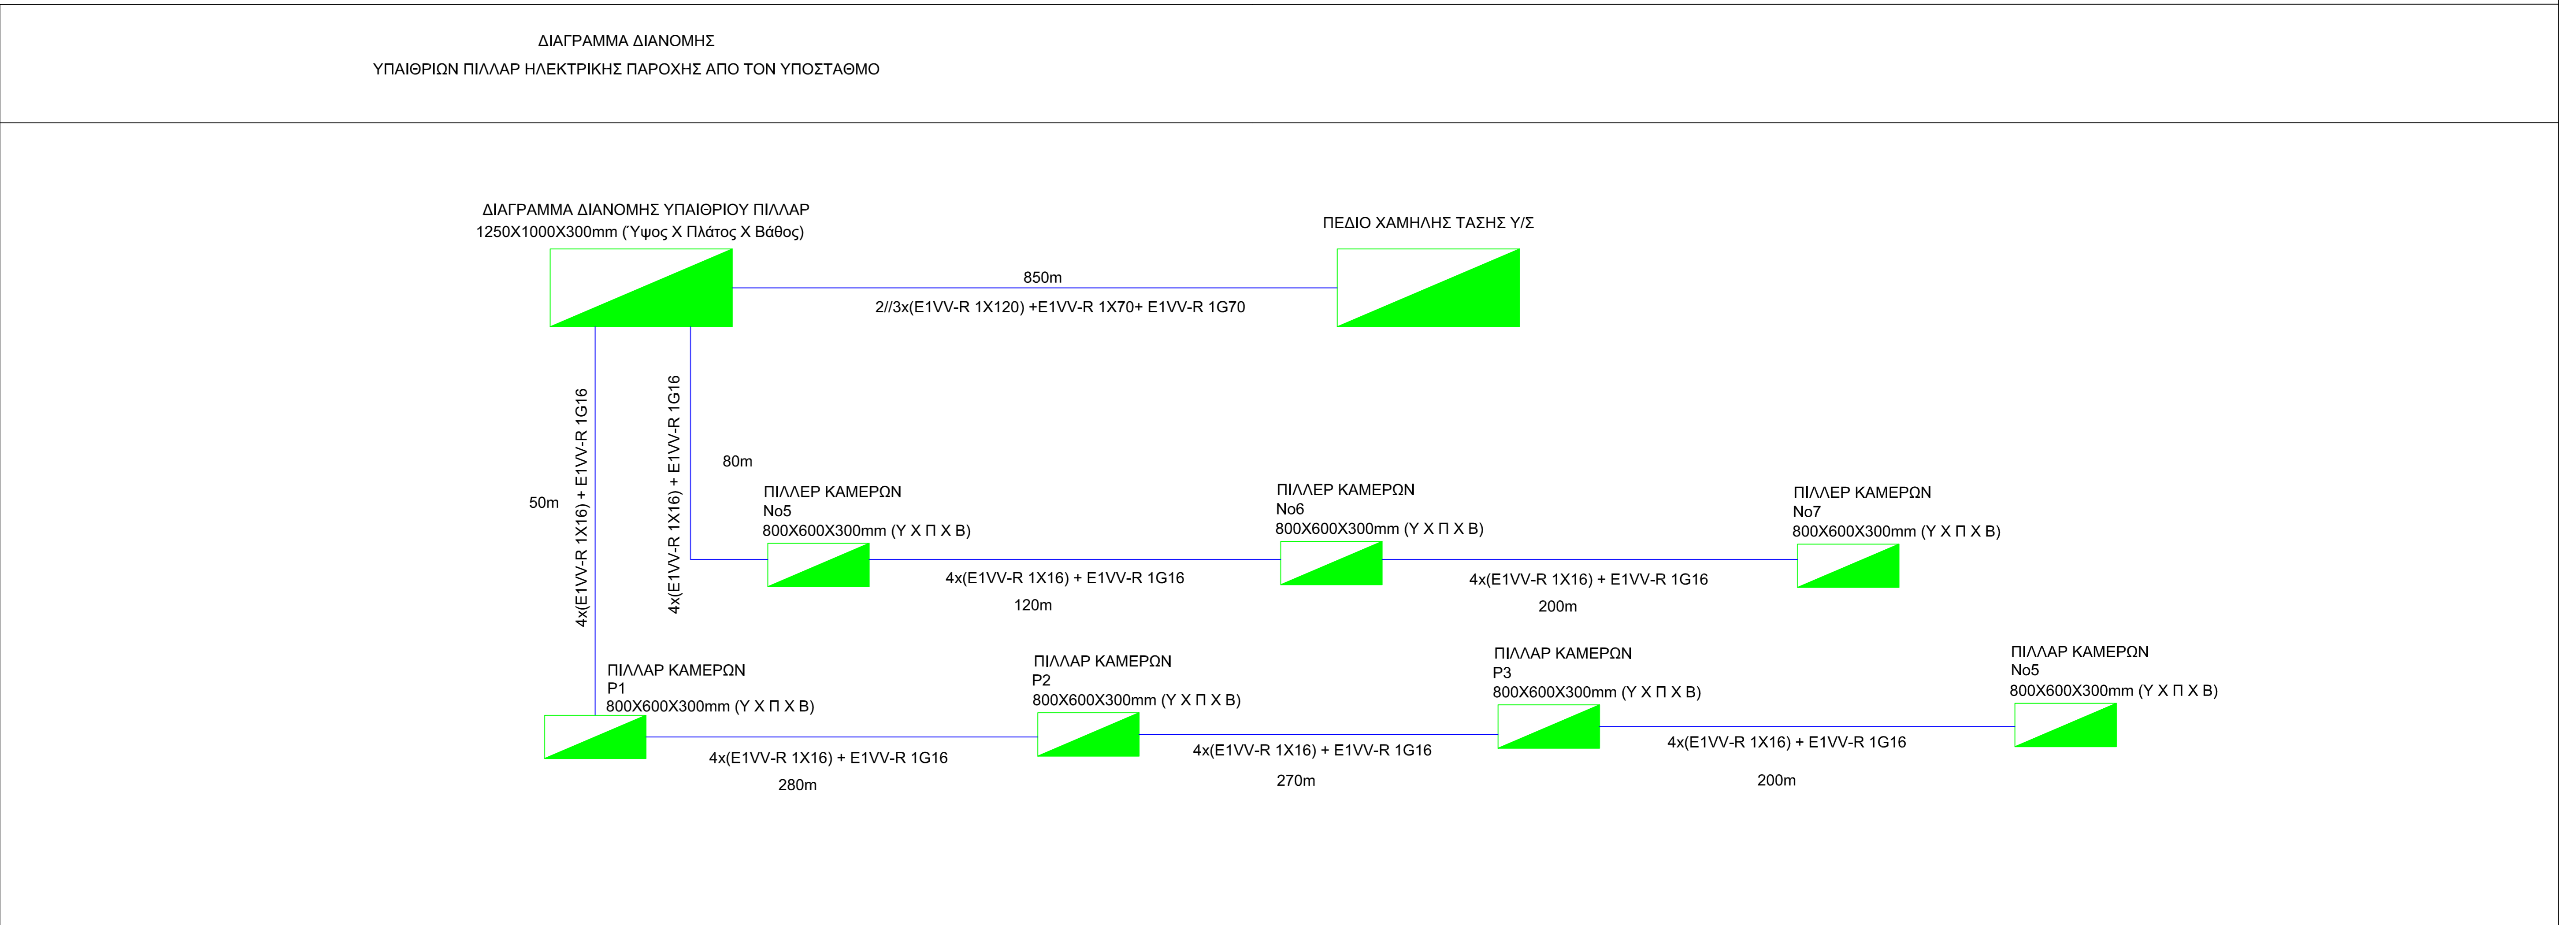 ΔΙΑΓΡΑΜΜΑ ΔΙΑΝΟΜΗΣ
ΥΠΑΙΘΡΙΩΝ ΠΙΛΛΑΡ ΗΛΕΚΤΡΙΚΗΣ ΠΑΡΟΧΗΣ ΑΠΟ ΤΟΝ ΥΠΟΣΤΑΘΜΟ
ΔΙΑΓΡΑΜΜΑ ΔΙΑΝΟΜΗΣ ΥΠΑΙΘΡΙΟΥ ΠΙΛΛΑΡ
1250X1000X300mm (Ύψος Χ Πλάτος Χ Βάθος)
ΠΕΔΙΟ ΧΑΜΗΛΗΣ ΤΑΣΗΣ Υ/Σ
850m
2//3x(E1VV-R 1X120) +E1VV-R 1X70+ E1VV-R 1G70
4x(E1VV-R 1X16) + E1VV-R 1G16
50m
4x(E1VV-R 1X16) + E1VV-R 1G16
80m
ΠΙΛΛΕΡ ΚΑΜΕΡΩΝ
No5
800X600X300mm (Υ Χ Π Χ Β)
ΠΙΛΛΕΡ ΚΑΜΕΡΩΝ
No6
800X600X300mm (Υ Χ Π Χ Β)
ΠΙΛΛΕΡ ΚΑΜΕΡΩΝ
No7
800X600X300mm (Υ Χ Π Χ Β)
4x(E1VV-R 1X16) + E1VV-R 1G16
120m
4x(E1VV-R 1X16) + E1VV-R 1G16
200m
ΠΙΛΛΑΡ ΚΑΜΕΡΩΝ
P1
800X600X300mm (Υ Χ Π Χ Β)
ΠΙΛΛΑΡ ΚΑΜΕΡΩΝ
P2
800X600X300mm (Υ Χ Π Χ Β)
ΠΙΛΛΑΡ ΚΑΜΕΡΩΝ
P3
800X600X300mm (Υ Χ Π Χ Β)
ΠΙΛΛΑΡ ΚΑΜΕΡΩΝ
No5
800X600X300mm (Υ Χ Π Χ Β)
4x(E1VV-R 1X16) + E1VV-R 1G16
280m
4x(E1VV-R 1X16) + E1VV-R 1G16
270m
4x(E1VV-R 1X16) + E1VV-R 1G16
200m